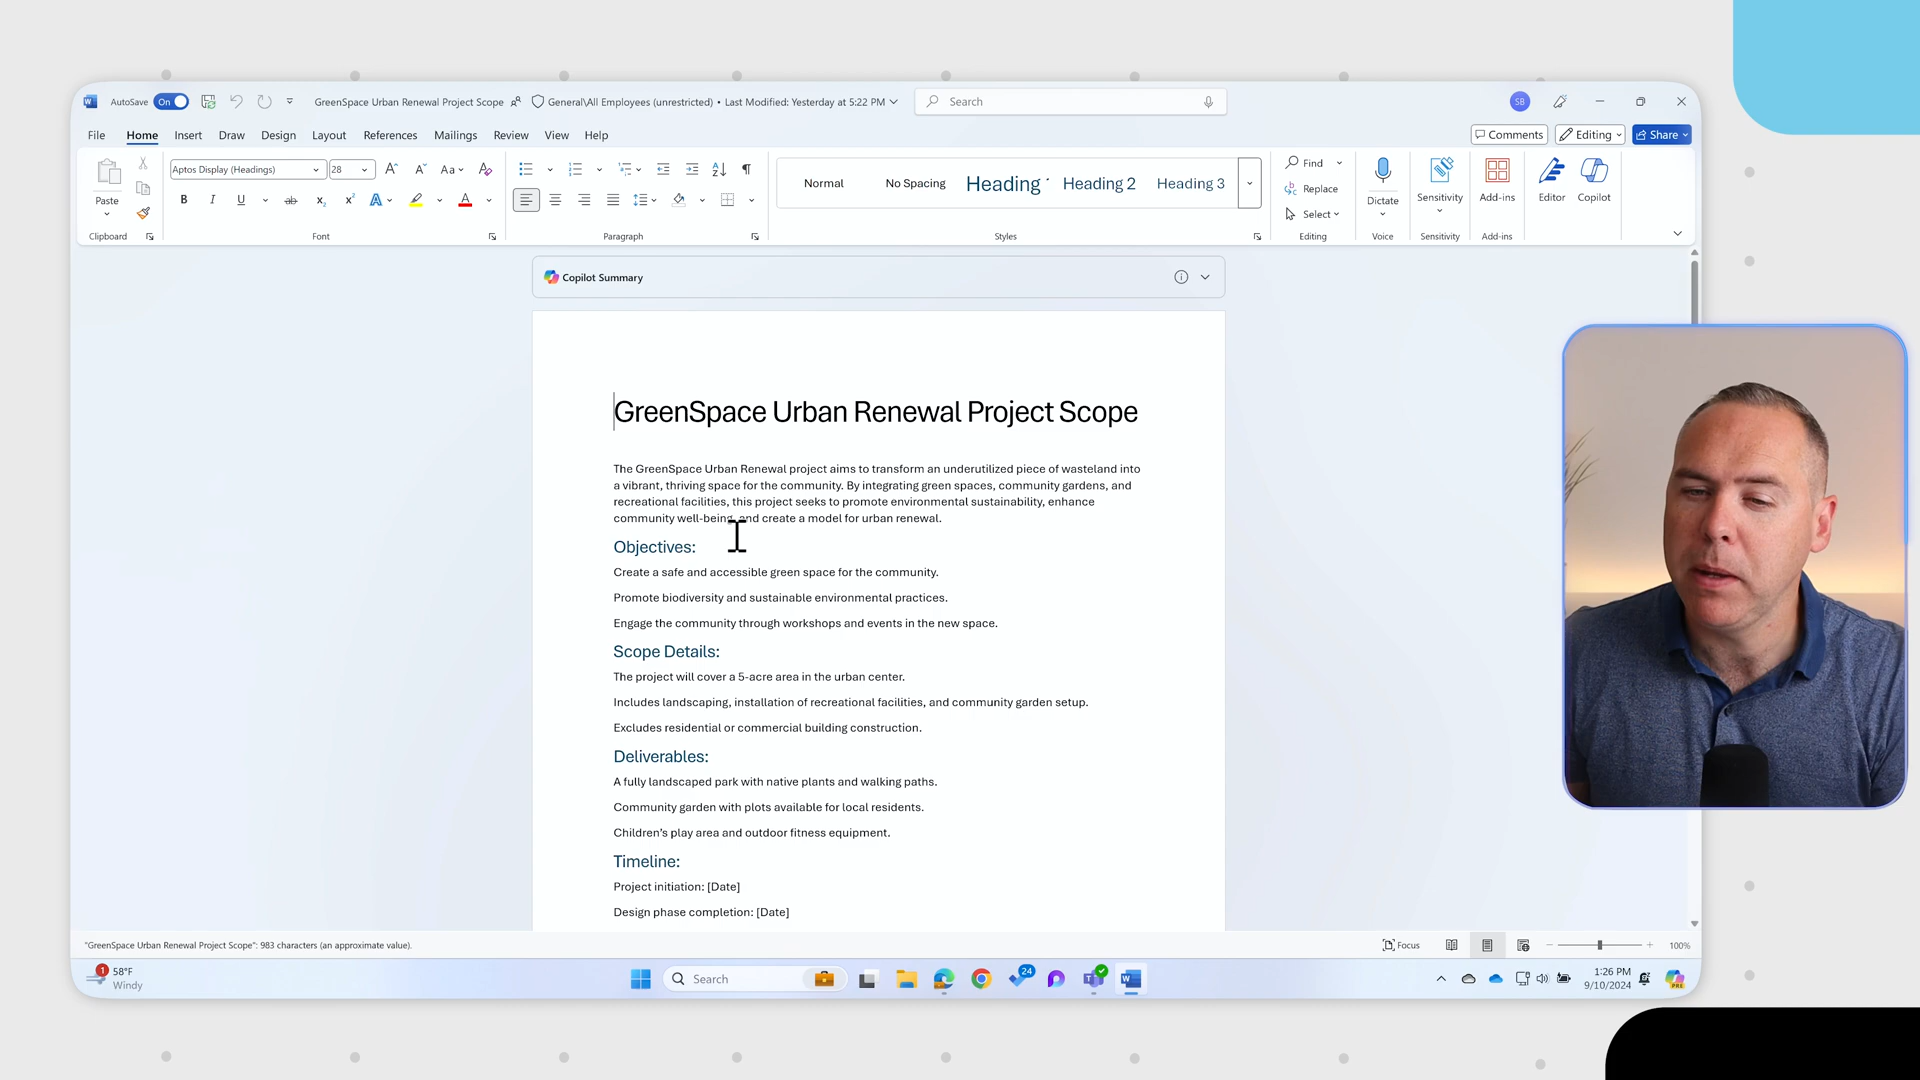 AutoSave On GreenSpace Urban Renewal Project Scope General\All Employees (unrestricted) • Last Modified: Yesterday at 5:22 PM Search SB
File Home Insert Draw Design Layout References Mailings Review View Help Comments Editing Share
Aptos Display (Headings) 28 Aa
Normal No Spacing Heading Heading 2 Heading 3
Find
Replace
Select
Paste
B I U ab x₂ x² A A
Dictate Sensitivity Add-ins Editor Copilot
Clipboard Font Paragraph Styles Editing Voice Sensitivity Add-ins
Copilot Summary
GreenSpace Urban Renewal Project Scope
The GreenSpace Urban Renewal project aims to transform an underutilized piece of wasteland into
a vibrant, thriving space for the community. By integrating green spaces, community gardens, and
recreational facilities, this project seeks to promote environmental sustainability, enhance
community well-being, and create a model for urban renewal.
Objectives:
Create a safe and accessible green space for the community.
Promote biodiversity and sustainable environmental practices.
Engage the community through workshops and events in the new space.
Scope Details:
The project will cover a 5-acre area in the urban center.
Includes landscaping, installation of recreational facilities, and community garden setup.
Excludes residential or commercial building construction.
Deliverables:
A fully landscaped park with native plants and walking paths.
Community garden with plots available for local residents.
Children's play area and outdoor fitness equipment.
Timeline:
Project initiation: [Date]
Design phase completion: [Date]
"GreenSpace Urban Renewal Project Scope": 983 characters (an approximate value). Focus 100%
1 58°F
Windy
Search 24
1:26 PM
9/10/2024
PRE